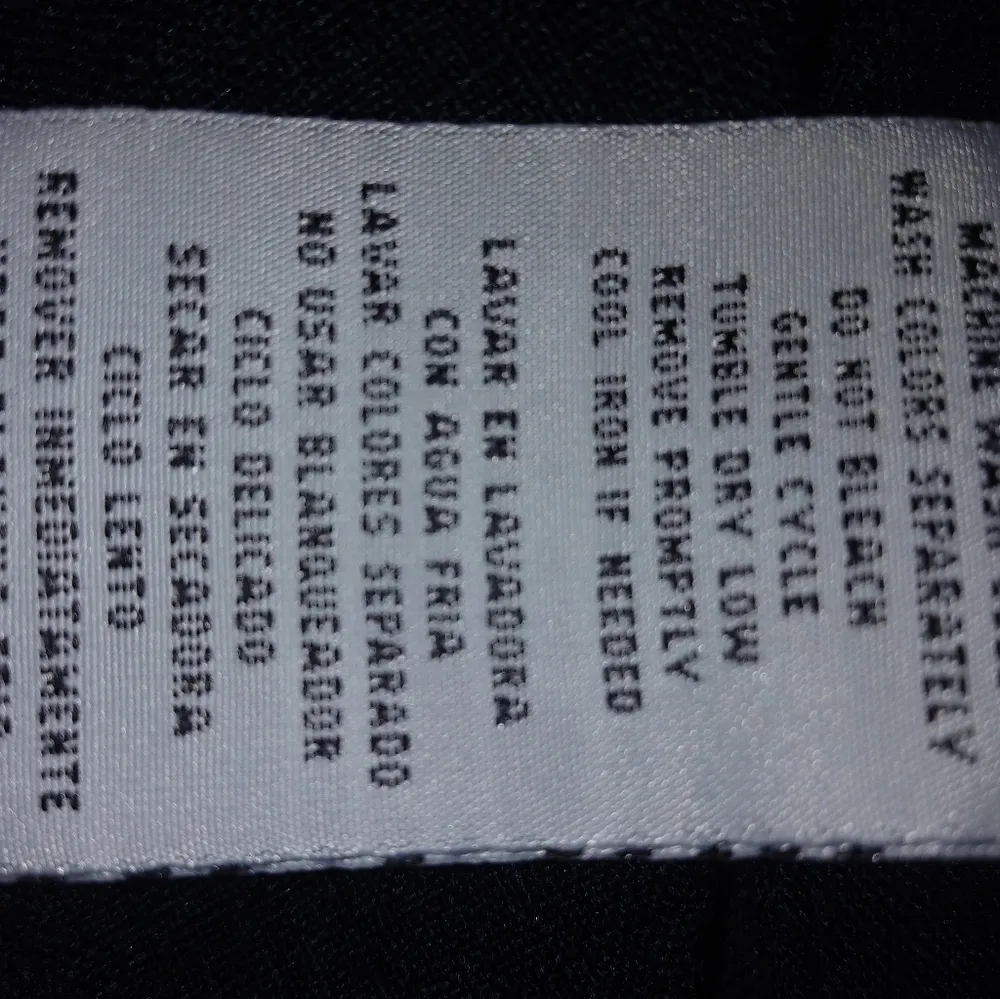 MACHINE WASH
WASH COLORS SEPARATELY
DO NOT BLEACH
GENTLE CYCLE
TUMBLE DRY LOW
REMOVE PROMPTLY
COOL IRON IF NEEDED
LAVAR EN LAVADORA
CON AGUA FRIA
LAVAR COLORES SEPARADO
NO USAR BLANQUEADOR
CICLO DELICADO
SECAR EN SECADORA
CICLO LENTO
REMOVER INMEDIATAMENTE